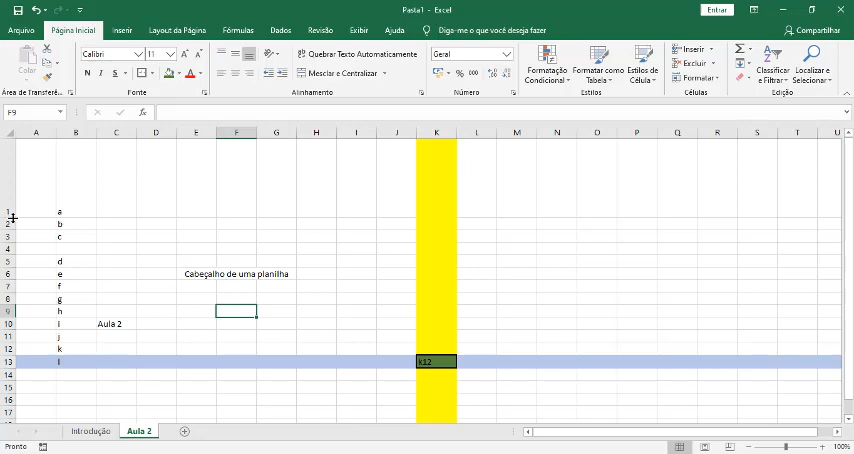 Pasta1 - Excel
Entrar
Arquivo Página Inicial Inserir Layout da Página Fórmulas Dados Revisão Exibir Ajuda Diga-me o que você deseja fazer Compartilhar
Colar
Calibri 11
N I S
A A
Quebrar Texto Automaticamente
Mesclar e Centralizar
Geral
% 000
Formatação Condicional
Formatar como Tabela
Estilos de Célula
Inserir
Excluir
Formatar
Classificar e Filtrar
Localizar e Selecionar
Área de Transferê... Fonte Alinhamento Número Estilos Células Edição
F9 fx
A B C D E F G H I J K L M N O P Q R S T U
1 a
2 b
3 c
4
5 d
6 e Cabeçalho de uma planilha
7 f
8 g
9 h
10 i Aula 2
11 j
12 k
13 l k12
14
15
16
17
Introdução Aula 2
Pronto 100%